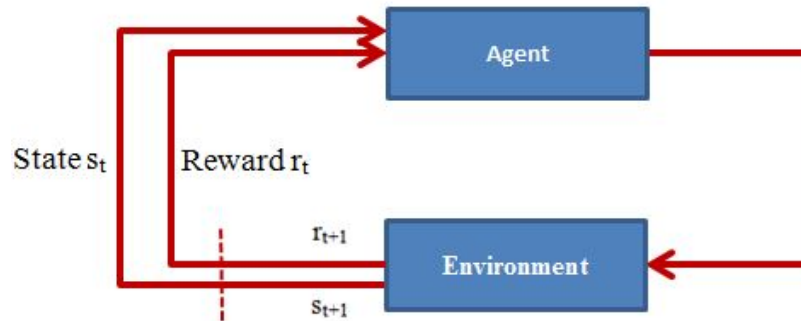 Agent
State sₜ
Reward rₜ
rₜ₊₁
Environment
sₜ₊₁